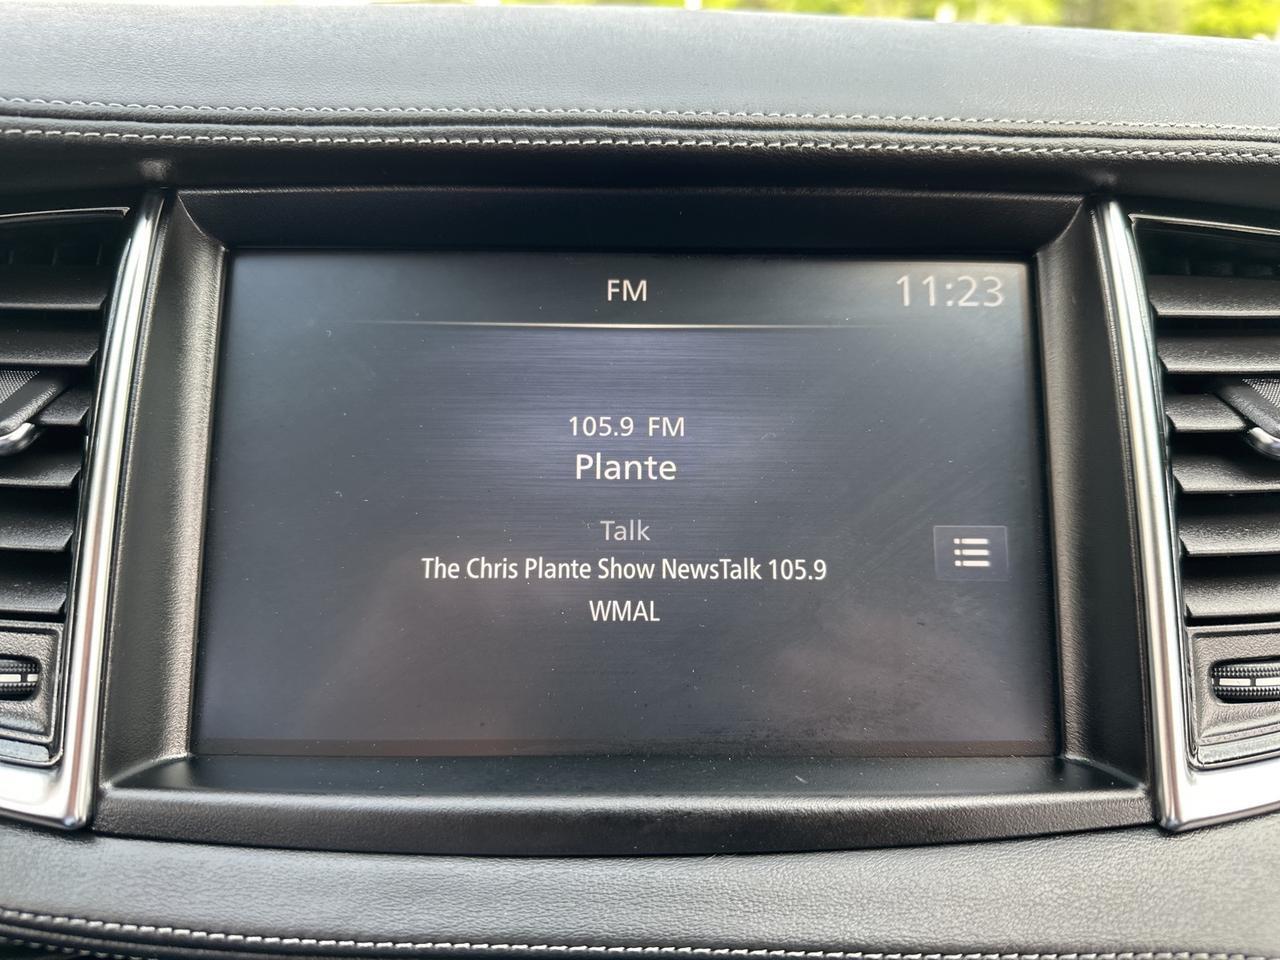 FM 11:23
105.9 FM
Plante
Talk
The Chris Plante Show NewsTalk 105.9
WMAL